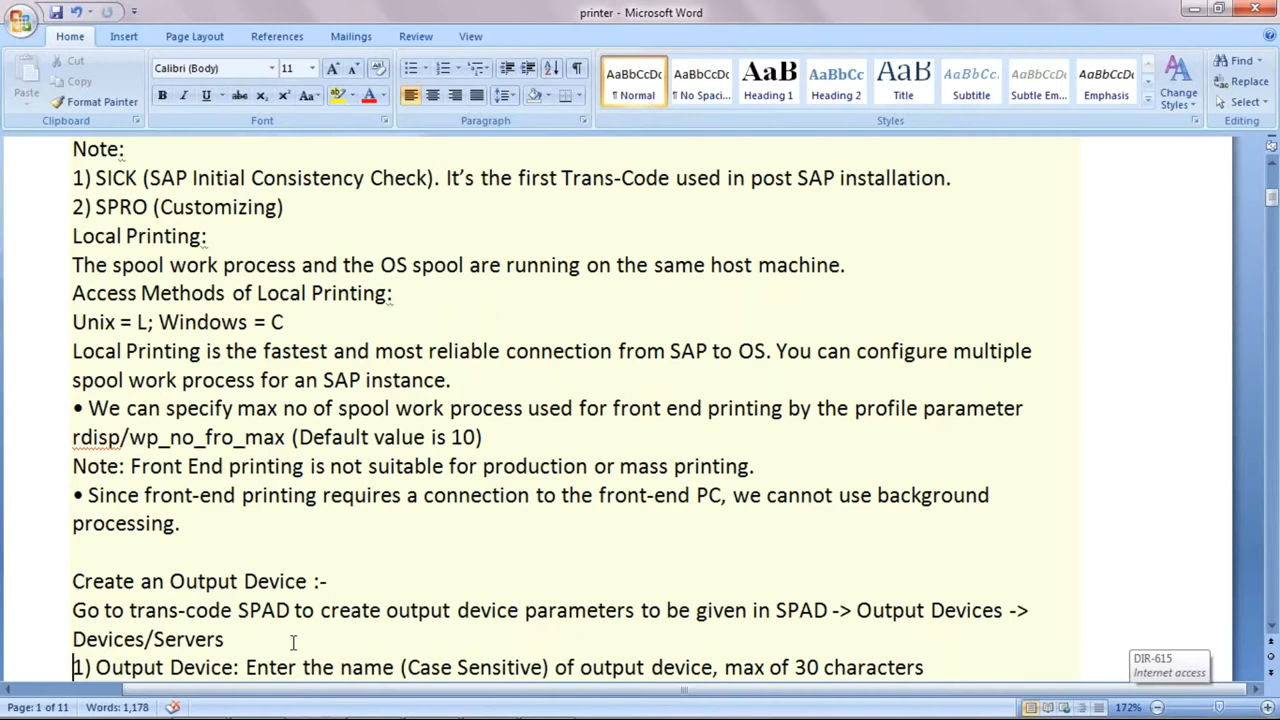 printer - Microsoft Word
Home Insert Page Layout References Mailings Review View
Paste
Cut
Copy
Format Painter
Clipboard
Calibri (Body) 11
Font
Paragraph
AaBbCcDc AaBbCcDc AaB AaBbCc AaB AaBbCc. AaBbCcDc AaBbCcDc
¶ Normal ¶ No Spaci... Heading 1 Heading 2 Title Subtitle Subtle Em... Emphasis
Change Styles
Styles
Find
Replace
Select
Editing
Note:
1) SICK (SAP Initial Consistency Check). It’s the first Trans-Code used in post SAP installation.
2) SPRO (Customizing)
Local Printing:
The spool work process and the OS spool are running on the same host machine.
Access Methods of Local Printing:
Unix = L; Windows = C
Local Printing is the fastest and most reliable connection from SAP to OS. You can configure multiple
spool work process for an SAP instance.
• We can specify max no of spool work process used for front end printing by the profile parameter
rdisp/wp_no_fro_max (Default value is 10)
Note: Front End printing is not suitable for production or mass printing.
• Since front-end printing requires a connection to the front-end PC, we cannot use background
processing.
Create an Output Device :-
Go to trans-code SPAD to create output device parameters to be given in SPAD -> Output Devices ->
Devices/Servers
1) Output Device: Enter the name (Case Sensitive) of output device, max of 30 characters
DIR-615
Internet access
Page: 1 of 11 Words: 1,178 172%